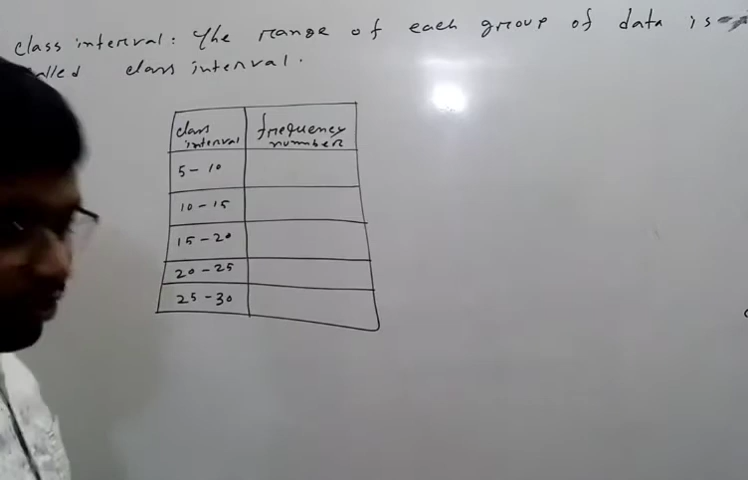 class interval: The range of each group of data is
called class interval.
class interval frequency number
5-10
10-15
15-20
20-25
25-30